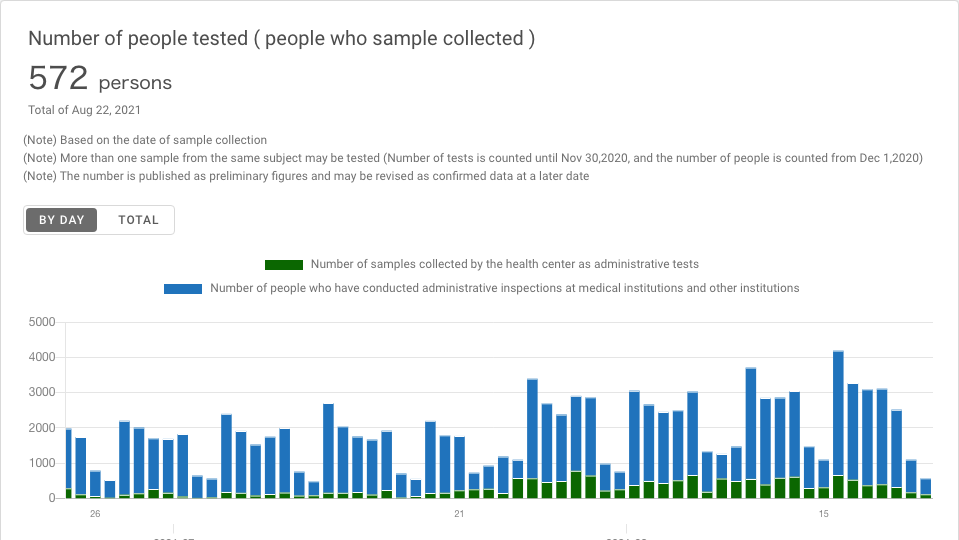 Number of people tested ( people who sample collected )
572 persons
Total of Aug 22, 2021
(Note) Based on the date of sample collection
(Note) More than one sample from the same subject may be tested (Number of tests is counted until Nov 30,2020, and the number of people is counted from Dec 1,2020)
(Note) The number is published as preliminary figures and may be revised as confirmed data at a later date
BY DAY TOTAL
Number of samples collected by the health center as administrative tests
Number of people who have conducted administrative inspections at medical institutions and other institutions
5000
4000
3000
2000
1000
0
26 21 15